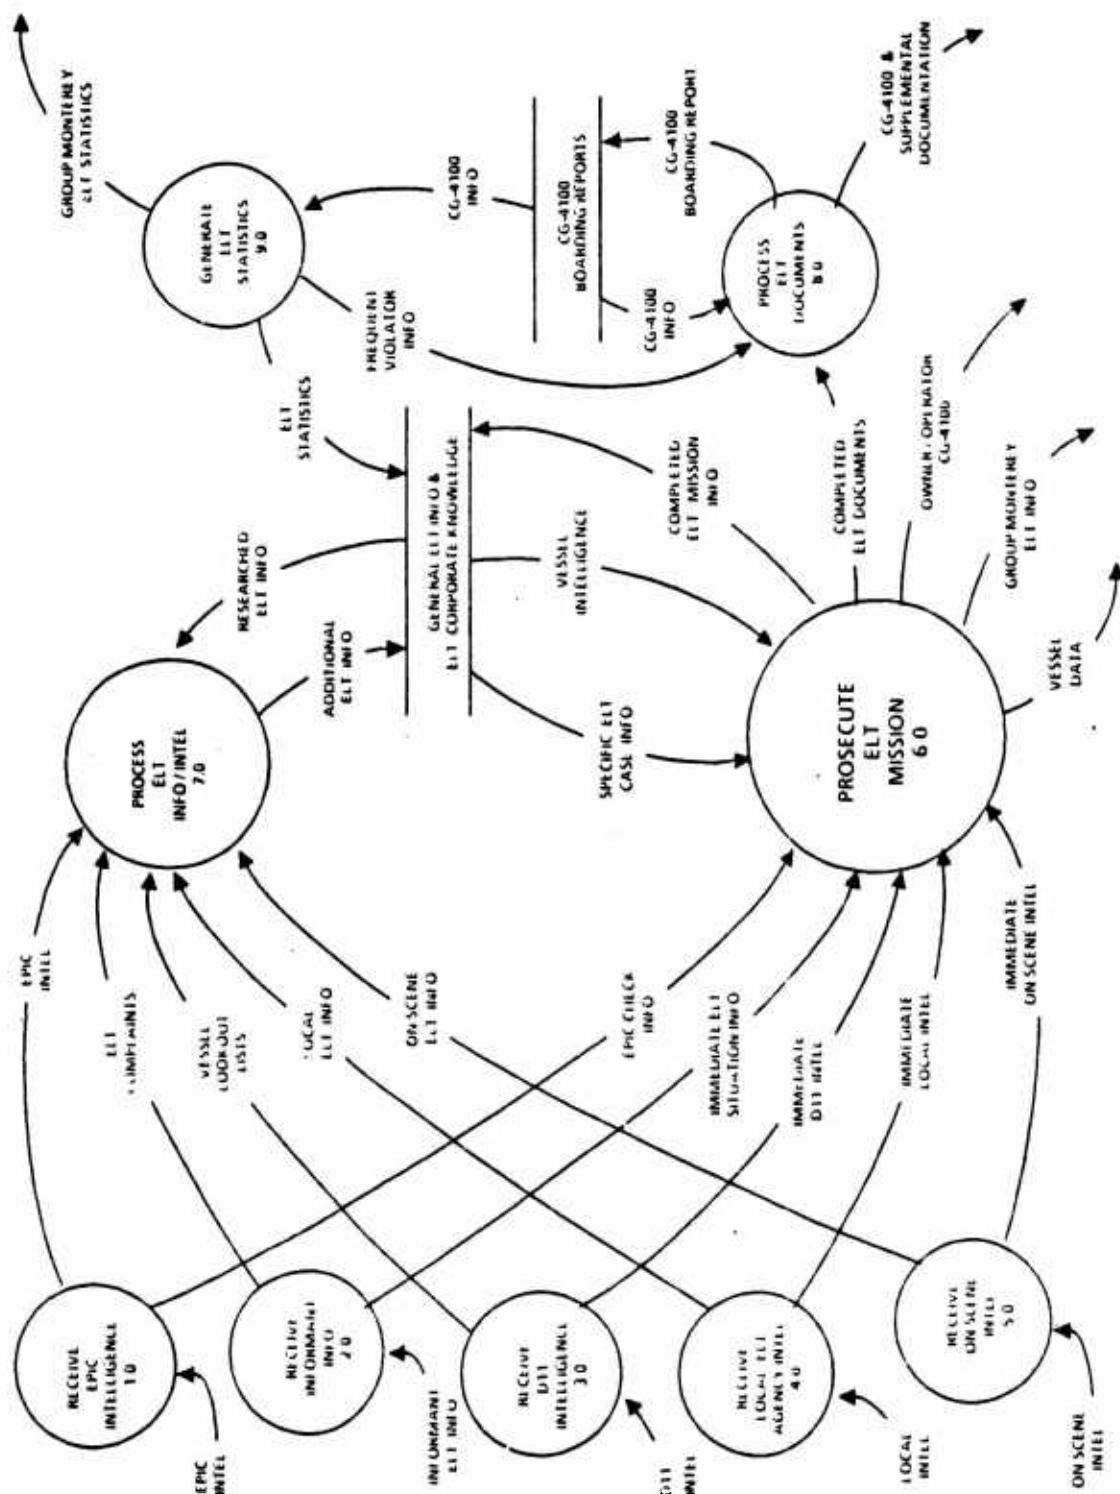 EPIC
INTEL
RECEIVE
EPIC
INTELLIGENCE
1.0
INFORMANT
ELT INFO
RECEIVE
INFORMANT
INFO
2.0
D11
INTEL
RECEIVE
D11
INTELLIGENCE
3.0
LOCAL
INTEL
RECEIVE
LOCAL ELT
AGENCY INTEL
4.0
ON SCENE
INTEL
RECEIVE
ON SCENE
INTEL
5.0
EPIC
INTEL
ELT
COMPLAINTS
VESSEL
LOOKOUT
LISTS
LOCAL
ELT INFO
ON SCENE
ELT INFO
EPIC CHECK
INFO
IMMEDIATE ELT
SITUATION INFO
IMMEDIATE
D11 INTEL
IMMEDIATE
LOCAL INTEL
IMMEDIATE
ON SCENE INTEL
PROCESS
ELT
INFO/INTEL
7.0
PROSECUTE
ELT
MISSION
6.0
RESEARCHED
ELT INFO
ADDITIONAL
ELT INFO
GENERAL ELT INFO &
ELT CORPORATE KNOWLEDGE
SPECIFIC ELT
CASE INFO
VESSEL
INTELLIGENCE
COMPLETED
ELT MISSION
INFO
COMPLETED
ELT DOCUMENTS
OWNER/OPERATOR
CG-4100
GROUP MONTEREY
ELT INFO
VESSEL
DATA
ELT
STATISTICS
FREQUENT
VIOLATOR
INFO
GENERATE
ELT
STATISTICS
9.0
GROUP MONTEREY
ELT STATISTICS
CG-4100
INFO
CG-4100
BOARDING REPORTS
CG-4100
INFO
CG-4100
BOARDING REPORT
PROCESS
ELT
DOCUMENTS
8.0
CG-4100 &
SUPPLEMENTAL
DOCUMENTATION